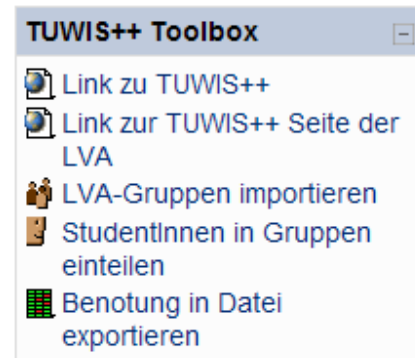 TUWIS++ Toolbox
Link zu TUWIS++
Link zur TUWIS++ Seite der
LVA
LVA-Gruppen importieren
StudentInnen in Gruppen
einteilen
Benotung in Datei
exportieren